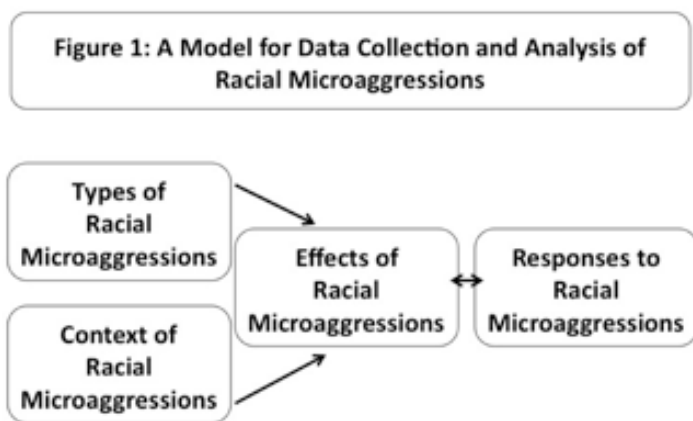 Figure 1: A Model for Data Collection and Analysis of
Racial Microaggressions
Types of
Racial
Microaggressions
Effects of
Racial
Microaggressions
Responses to
Racial
Microaggressions
Context of
Racial
Microaggressions